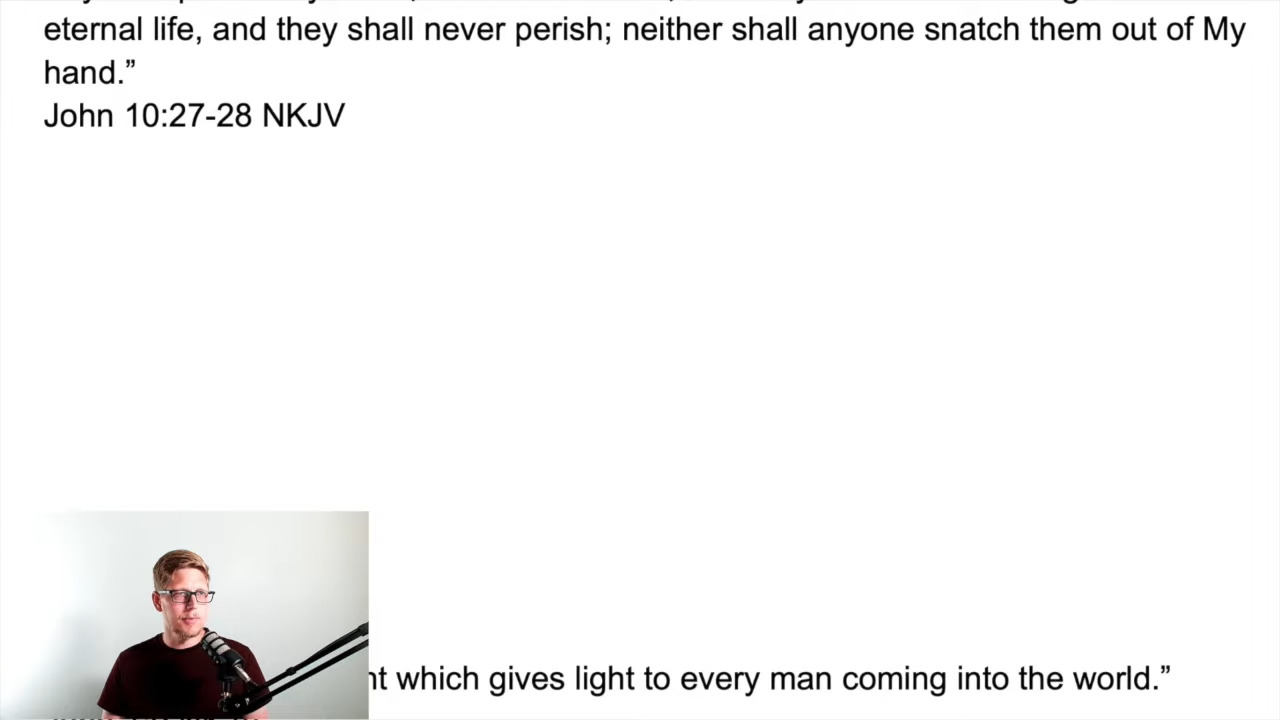 eternal life, and they shall never perish; neither shall anyone snatch them out of My
hand.”
John 10:27-28 NKJV
which gives light to every man coming into the world.”